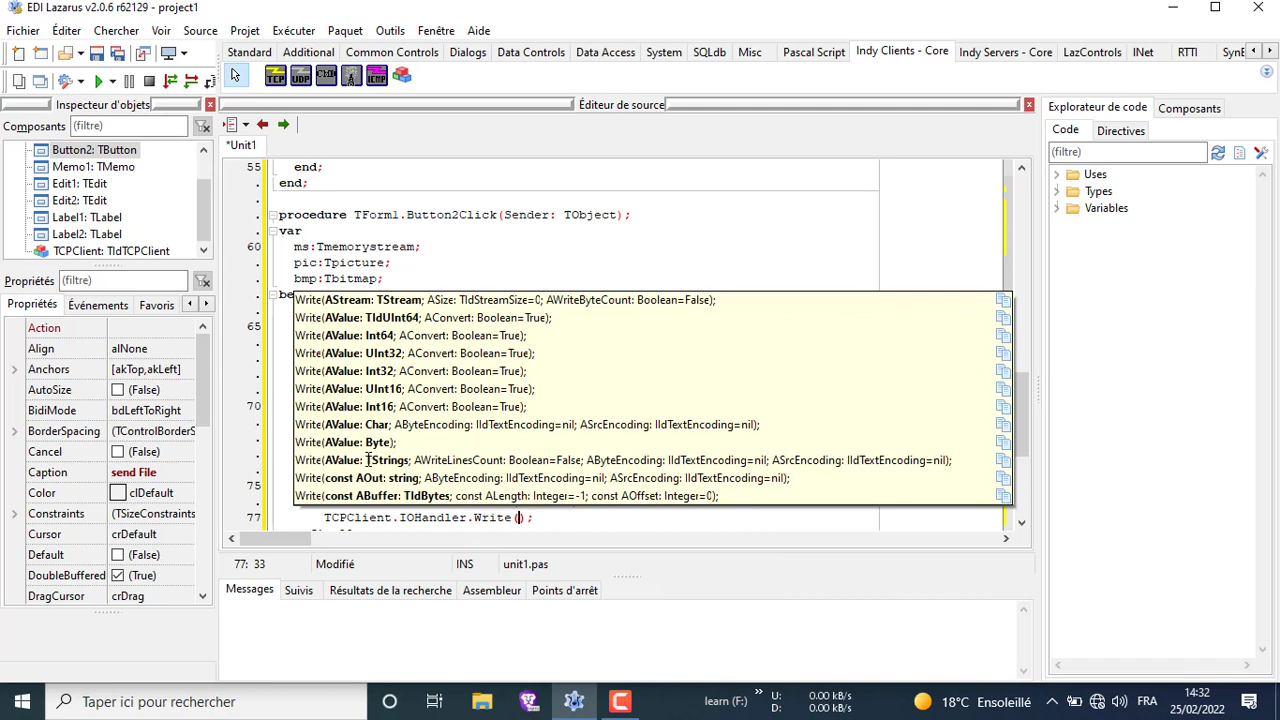 EDI Lazarus v2.0.6 r62129 - project1
Fichier Éditer Chercher Voir Source Projet Exécuter Paquet Outils Fenêtre Aide
Standard Additional Common Controls Dialogs Data Controls Data Access System SQLdb Misc Pascal Script Indy Clients - Core Indy Servers - Core LazControls INet RTTI SynE
TCP UDP CMD ICMP
Inspecteur d'objets
Éditeur de source
Explorateur de code Composants
Composants (filtre)
Code Directives
*Unit1
(filtre)
Button2: TButton
Memo1: TMemo
Edit1: TEdit
Edit2: TEdit
Label1: TLabel
Label2: TLabel
TCPClient: TIdTCPClient
Uses
Types
Variables
Propriétés (filtre)
Propriétés Événements Favoris
Action
Align alNone
Anchors [akTop,akLeft]
AutoSize (False)
BidiMode bdLeftToRight
BorderSpacing (TControlBorderS
Cancel (False)
Caption send File
Color clDefault
Constraints (TSizeConstraints
Cursor crDefault
Default (False)
DoubleBuffered (True)
DragCursor crDrag
55 end;
end;
procedure TForm1.Button2Click(Sender: TObject);
var
60 ms:Tmemorystream;
pic:Tpicture;
bmp:Tbitmap;
be
65
70
75
Write(AStream: TStream; ASize: TIdStreamSize=0; AWriteByteCount: Boolean=False);
Write(AValue: TIdUInt64; AConvert: Boolean=True);
Write(AValue: Int64; AConvert: Boolean=True);
Write(AValue: UInt32; AConvert: Boolean=True);
Write(AValue: Int32; AConvert: Boolean=True);
Write(AValue: UInt16; AConvert: Boolean=True);
Write(AValue: Int16; AConvert: Boolean=True);
Write(AValue: Char; AByteEncoding: IIdTextEncoding=nil; ASrcEncoding: IIdTextEncoding=nil);
Write(AValue: Byte);
Write(AValue: TStrings; AWriteLinesCount: Boolean=False; AByteEncoding: IIdTextEncoding=nil; ASrcEncoding: IIdTextEncoding=nil);
Write(const AOut: string; AByteEncoding: IIdTextEncoding=nil; ASrcEncoding: IIdTextEncoding=nil);
Write(const ABuffer: TIdBytes; const ALength: Integer=-1; const AOffset: Integer=0);
77 TCPClient.IOHandler.Write();
77: 33 Modifié INS unit1.pas
Messages Suivis Résultats de la recherche Assembleur Points d'arrêt
Taper ici pour rechercher
learn (F:)
U: 0.00 kB/s
D: 0.00 kB/s
18°C Ensoleillé
FRA
14:32
25/02/2022